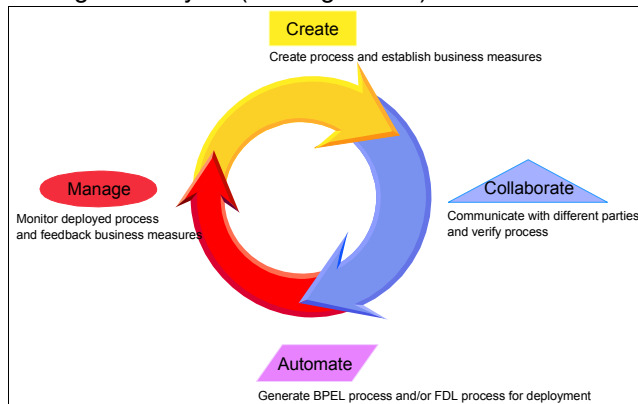 Create
Create process and establish business measures
Manage
Monitor deployed process
and feedback business measures
Collaborate
Communicate with different parties
and verify process
Automate
Generate BPEL process and/or FDL process for deployment